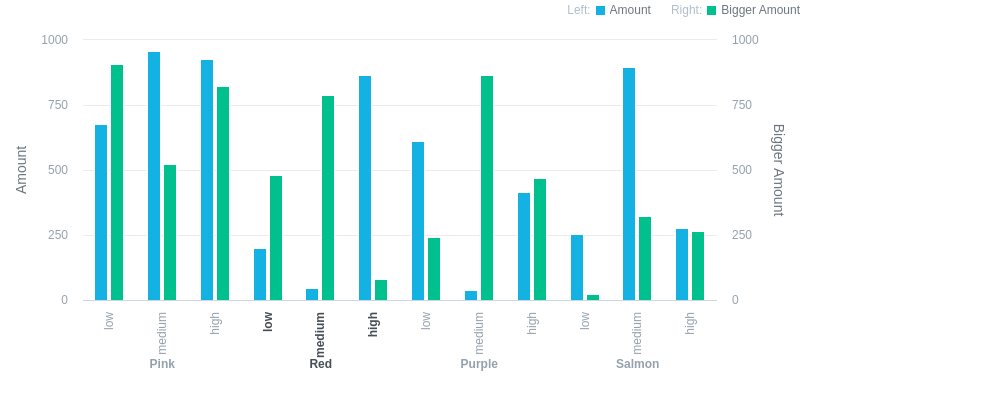 Left: Amount Right: Bigger Amount
1000 1000
750 750
500 500
250 250
0 0
Amount
Bigger Amount
low medium high low medium high low medium high low medium high
Pink Red Purple Salmon